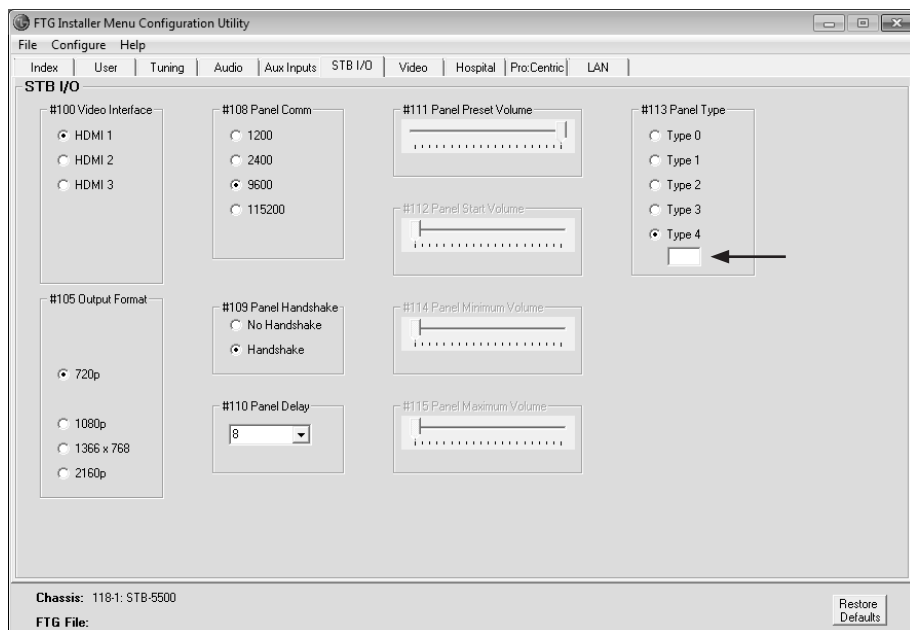 FTG Installer Menu Configuration Utility
File Configure Help
Index User Tuning Audio Aux Inputs STB I/O Video Hospital Pro:Centric LAN
STB I/O
#100 Video Interface
HDMI 1
HDMI 2
HDMI 3
#105 Output Format
720p
1080p
1366 x 768
2160p
#108 Panel Comm
1200
2400
9600
115200
#109 Panel Handshake
No Handshake
Handshake
#110 Panel Delay
8
#111 Panel Preset Volume
#112 Panel Start Volume
#114 Panel Minimum Volume
#115 Panel Maximum Volume
#113 Panel Type
Type 0
Type 1
Type 2
Type 3
Type 4
Chassis: 118-1: STB-5500
FTG File:
Restore
Defaults